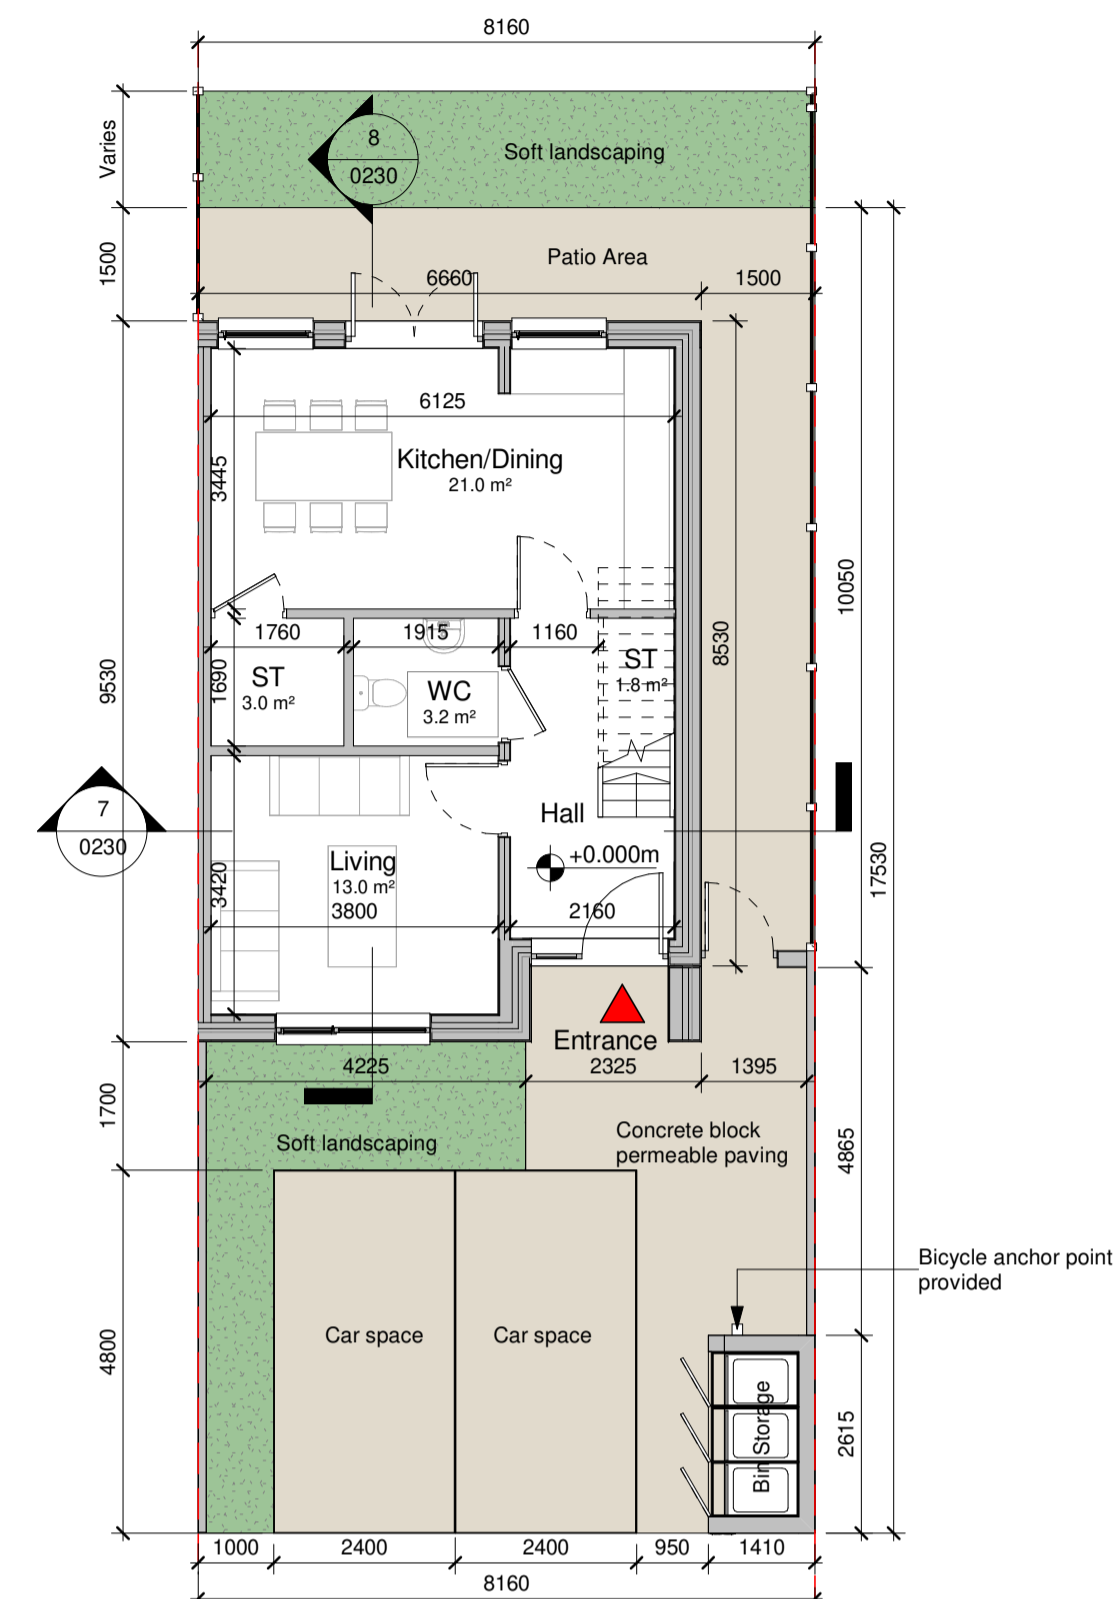 8160
Varies
8
0230
Soft landscaping
1500
Patio Area
6660
1500
6125
3445
Kitchen/Dining
21.0 m²
1760
1915
1160
9530
1690
ST
3.0 m²
WC
3.2 m²
ST
1.8 m²
8530
10050
7
0230
Hall
+0.000m
3420
Living
13.0 m²
3800
2160
17530
Entrance
4225
2325
1395
1700
Soft landscaping
Concrete block
permeable paving
4865
Bicycle anchor point
provided
4800
Car space
Car space
Bin Storage
2615
1000
2400
2400
950
1410
8160